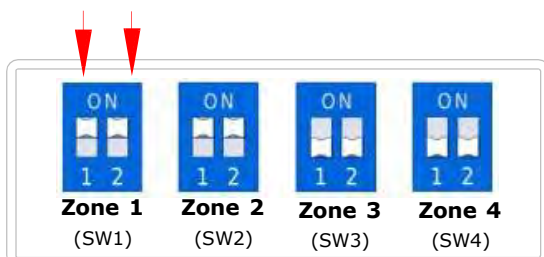 ON ON ON ON
1 2 1 2 1 2 1 2
Zone 1 Zone 2 Zone 3 Zone 4
(SW1) (SW2) (SW3) (SW4)